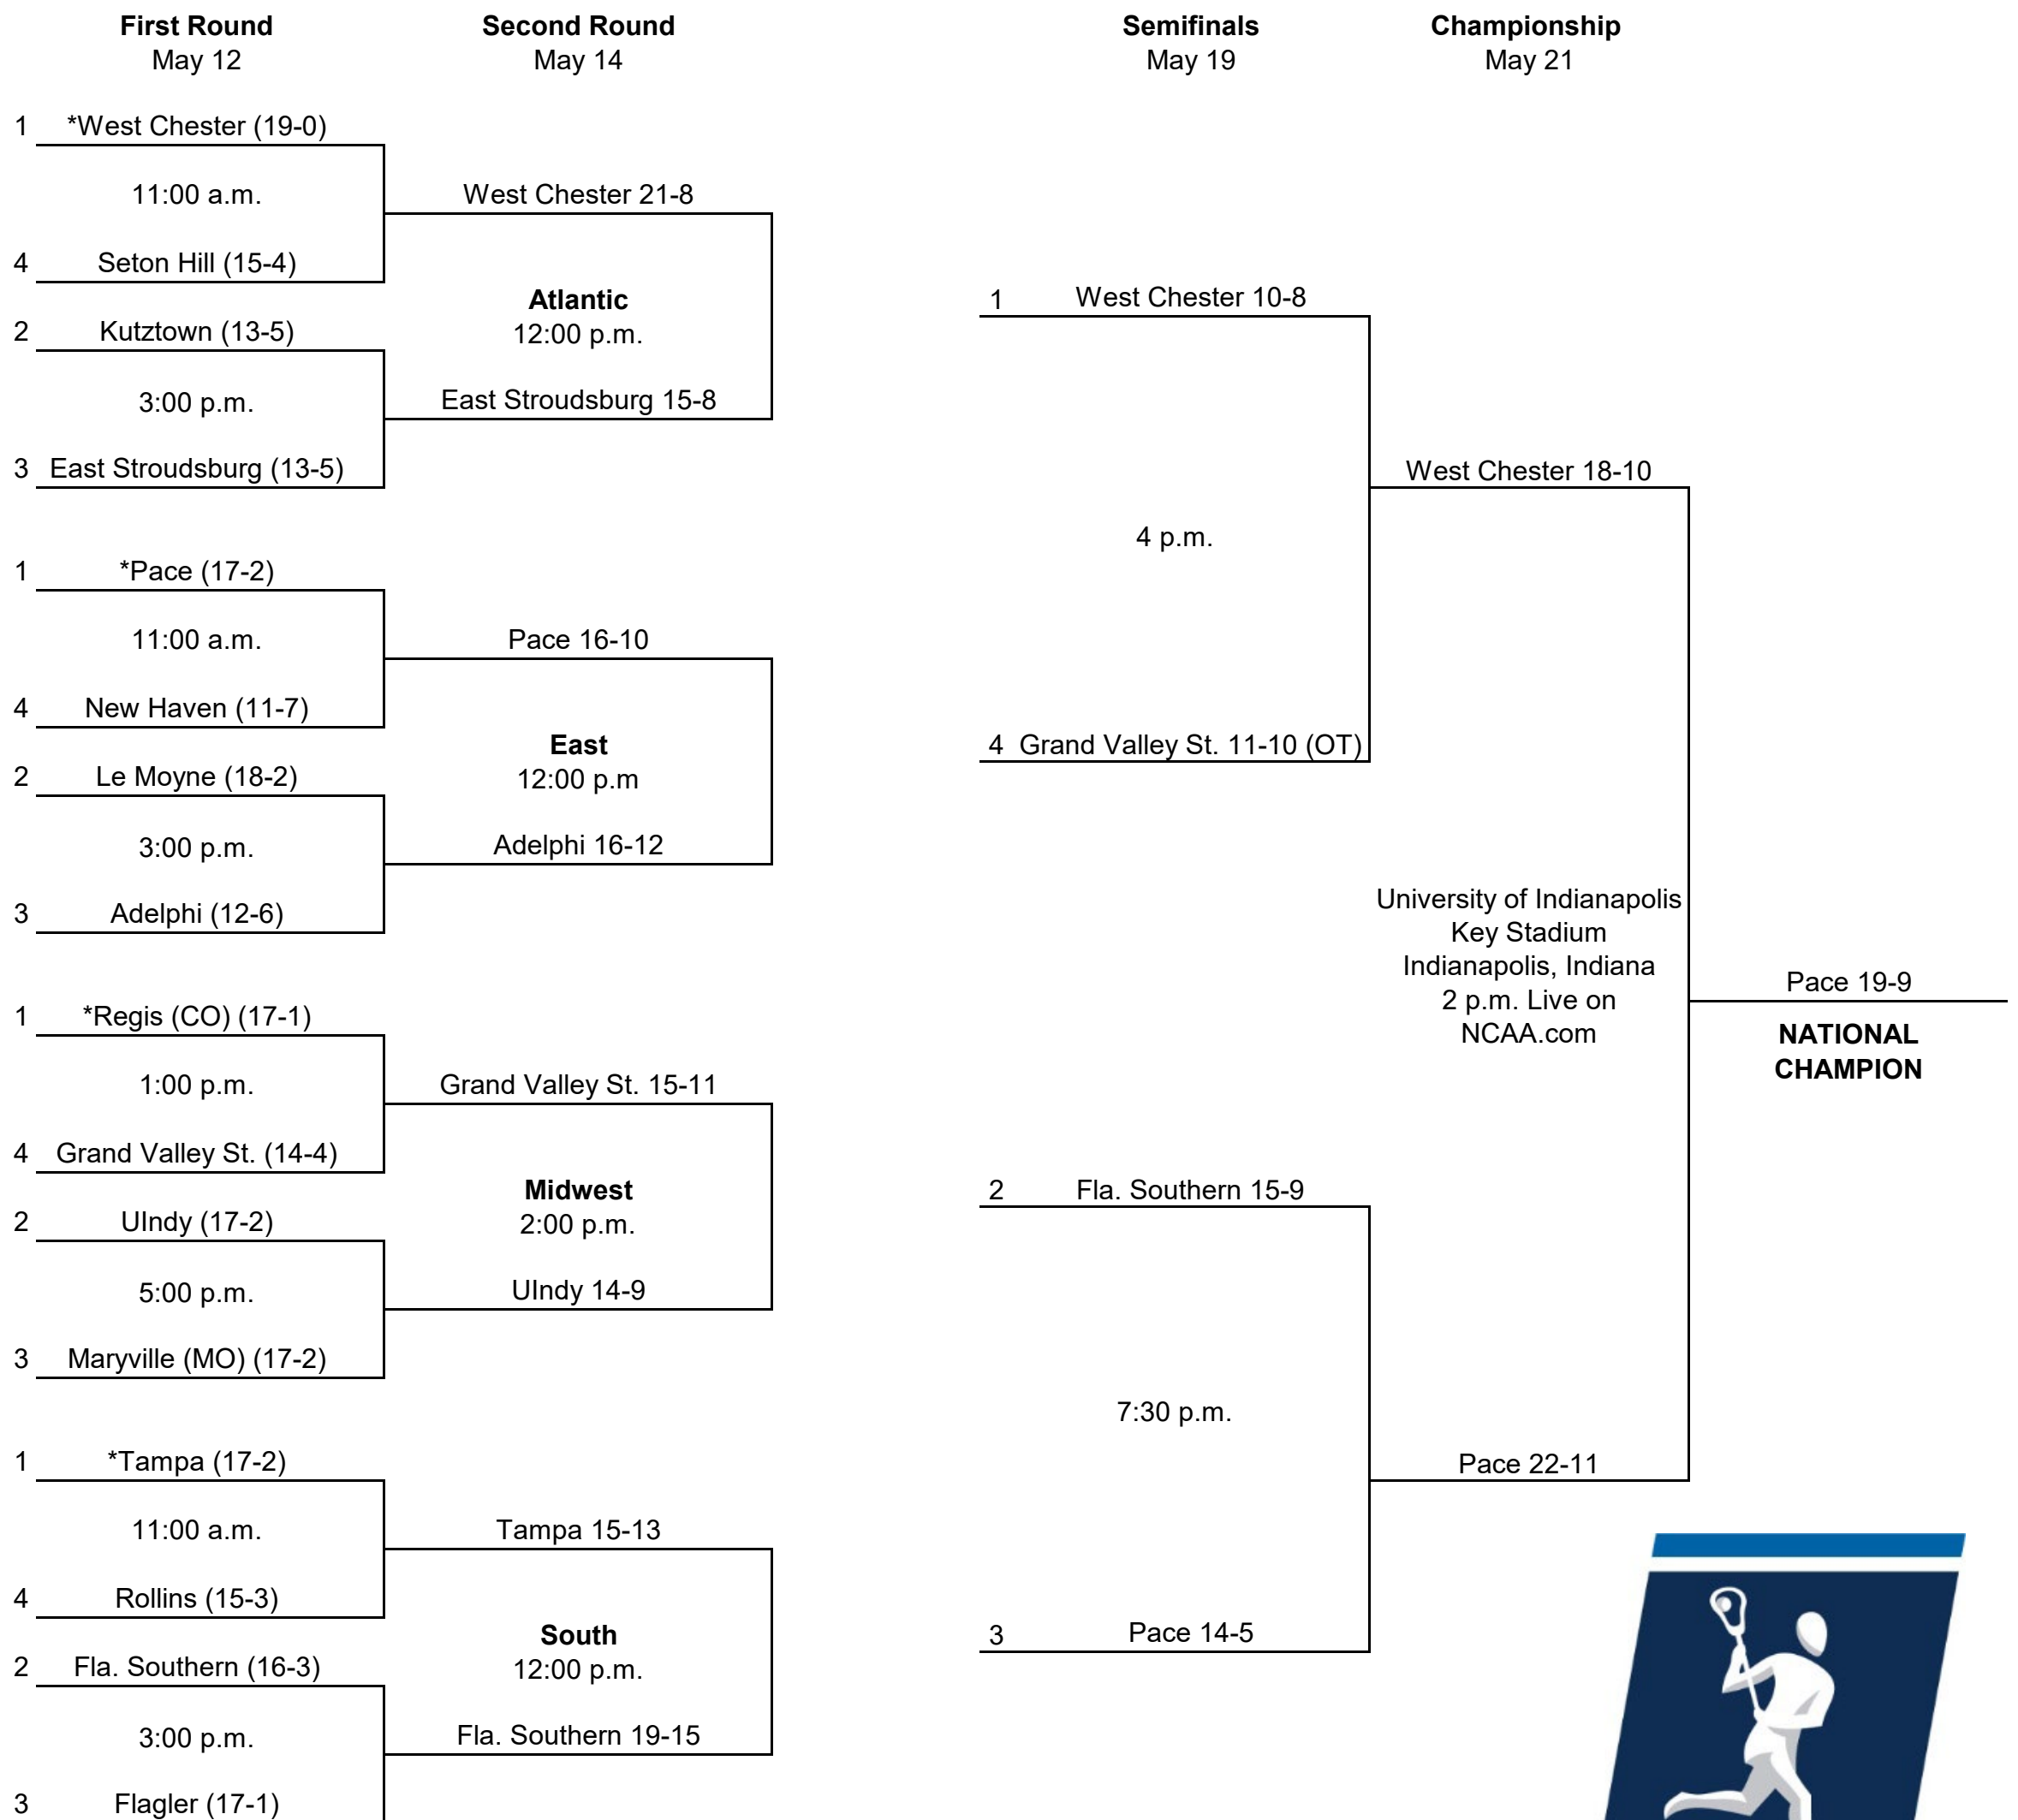 First Round
May 12
Second Round
May 14
Semifinals
May 19
Championship
May 21
1 *West Chester (19-0)
11:00 a.m.
4 Seton Hill (15-4)
2 Kutztown (13-5)
3:00 p.m.
3 East Stroudsburg (13-5)
West Chester 21-8
Atlantic
12:00 p.m.
East Stroudsburg 15-8
1 *Pace (17-2)
11:00 a.m.
4 New Haven (11-7)
2 Le Moyne (18-2)
3:00 p.m.
3 Adelphi (12-6)
Pace 16-10
East
12:00 p.m
Adelphi 16-12
1 *Regis (CO) (17-1)
1:00 p.m.
4 Grand Valley St. (14-4)
2 UIndy (17-2)
5:00 p.m.
3 Maryville (MO) (17-2)
Grand Valley St. 15-11
Midwest
2:00 p.m.
UIndy 14-9
1 *Tampa (17-2)
11:00 a.m.
4 Rollins (15-3)
2 Fla. Southern (16-3)
3:00 p.m.
3 Flagler (17-1)
Tampa 15-13
South
12:00 p.m.
Fla. Southern 19-15
1 West Chester 10-8
4 p.m.
4 Grand Valley St. 11-10 (OT)
2 Fla. Southern 15-9
7:30 p.m.
3 Pace 14-5
West Chester 18-10
University of Indianapolis
Key Stadium
Indianapolis, Indiana
2 p.m. Live on
NCAA.com
Pace 22-11
Pace 19-9
NATIONAL
CHAMPION